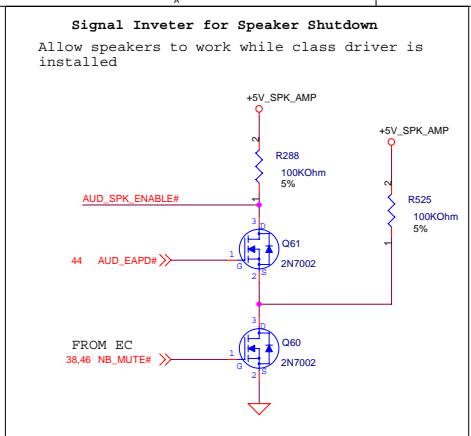 A
Signal Inveter for Speaker Shutdown
Allow speakers to work while class driver is
installed
+5V_SPK_AMP
+5V_SPK_AMP
2
R288
100KOhm
5%
1
2
R525
100KOhm
5%
1
AUD_SPK_ENABLE#
3
D
Q61
2N7002
44 AUD_EAPD#
1
G
S
2
3
D
Q60
2N7002
FROM EC
38,46 NB_MUTE#
1
G
S
2